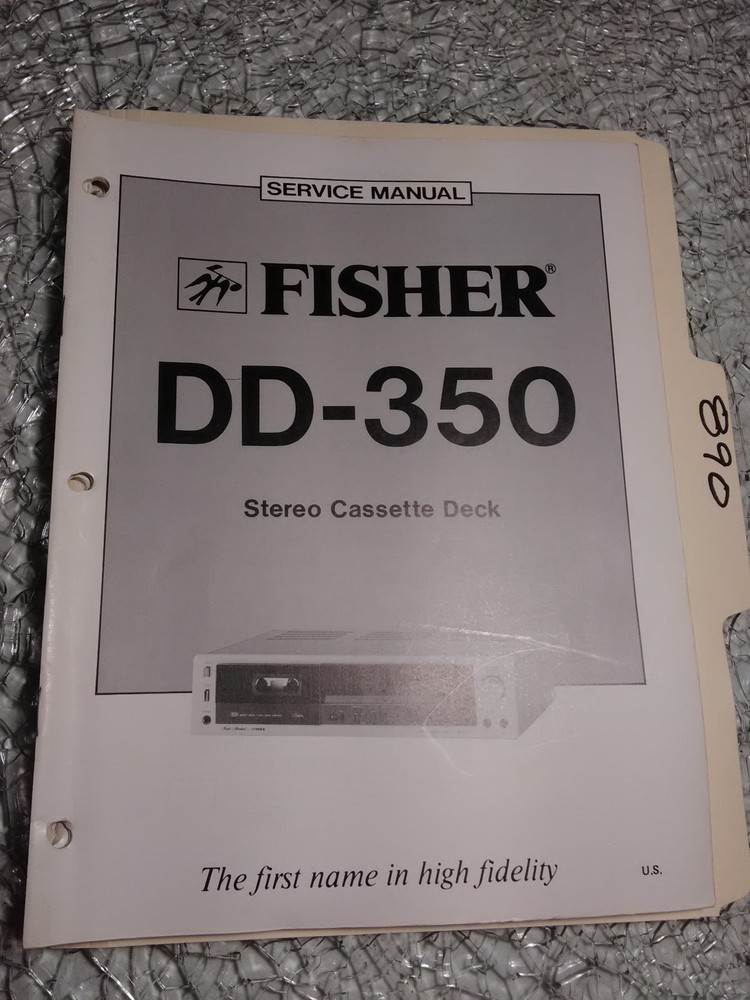 SERVICE MANUAL
FISHER®
DD-350
Stereo Cassette Deck
The first name in high fidelity
U.S.
890